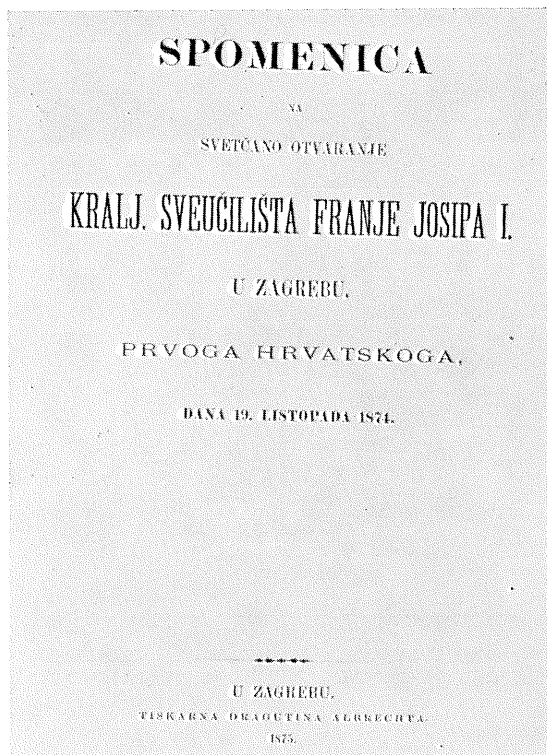 SPOMENICA
NA
SVETČANO OTVARANJE
KRALJ. SVEUČILIŠTA FRANJE JOSIPA I.
U ZAGREBU,
PRVOGA HRVATSKOGA,
DANA 19. LISTOPADA 1874.
U ZAGREBU.
TISKARNA DRAGUTINA ALBRECHTA.
1875.